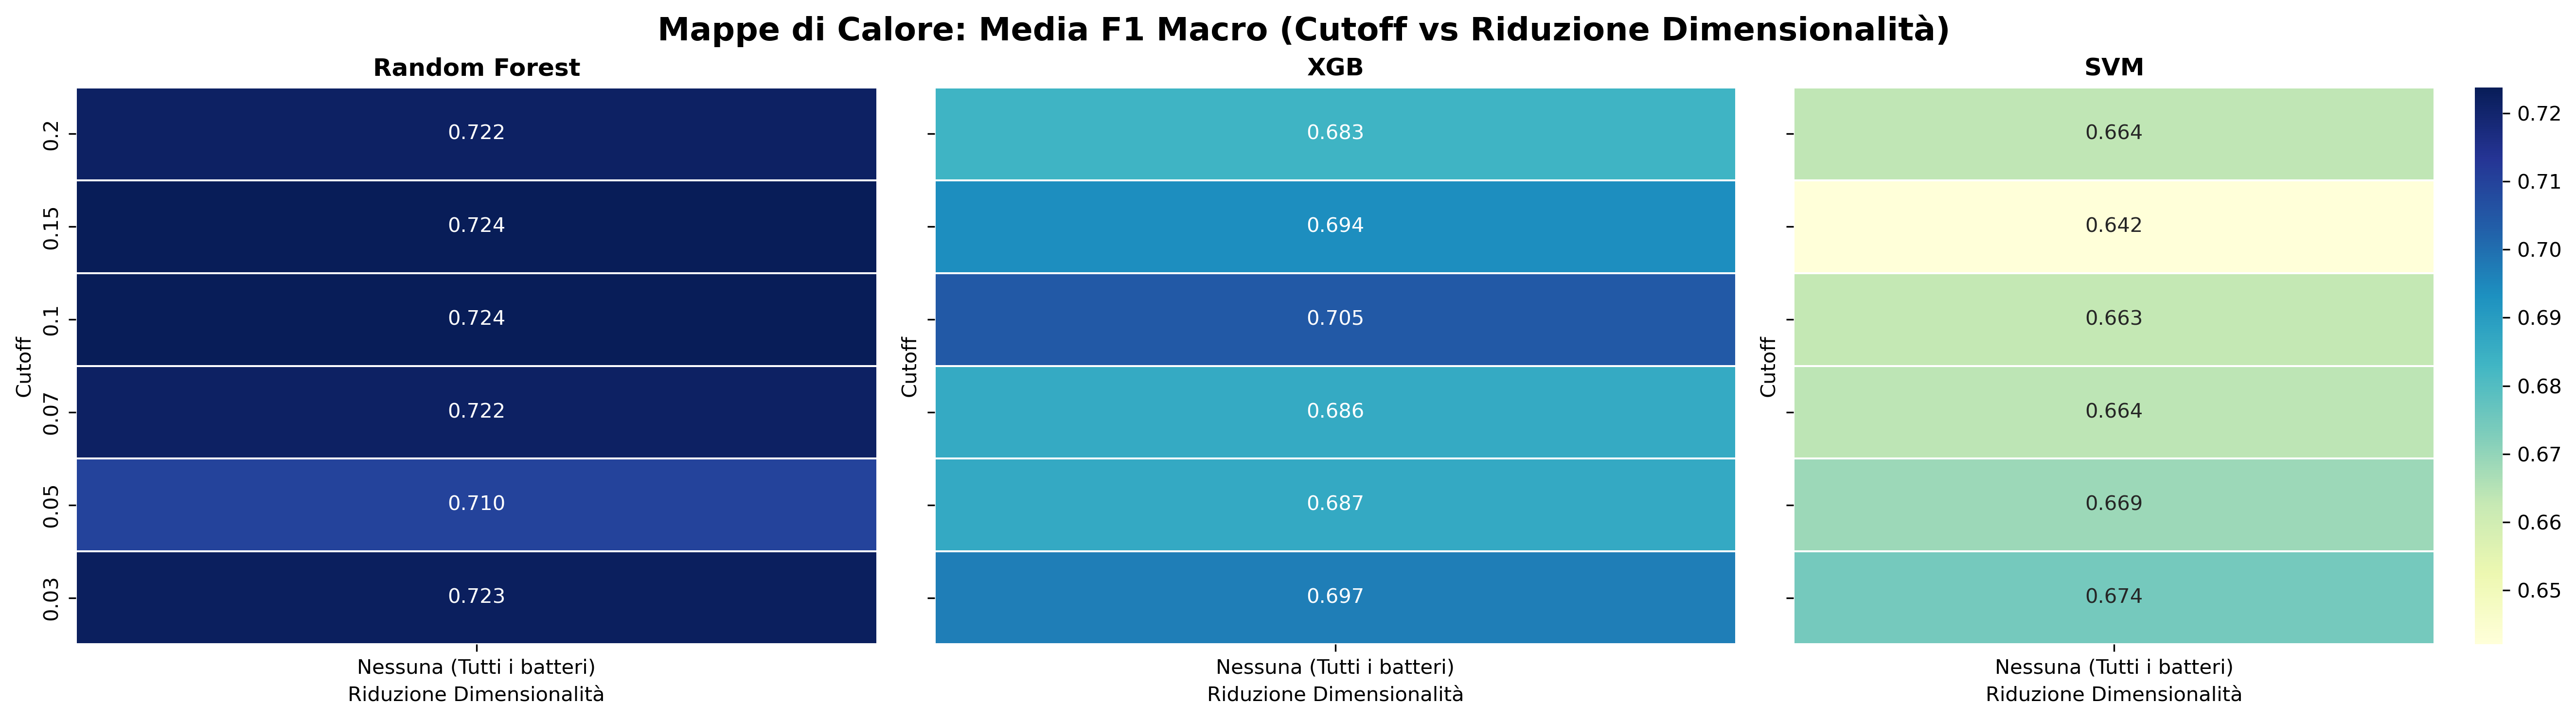 Mappe di Calore: Media F1 Macro (Cutoff vs Riduzione Dimensionalità)
Random Forest
Cutoff
0.2
0.15
0.1
0.07
0.05
0.03
0.722
0.724
0.724
0.722
0.710
0.723
Nessuna (Tutti i batteri)
Riduzione Dimensionalità
XGB
Cutoff
0.683
0.694
0.705
0.686
0.687
0.697
Nessuna (Tutti i batteri)
Riduzione Dimensionalità
SVM
Cutoff
0.664
0.642
0.663
0.664
0.669
0.674
Nessuna (Tutti i batteri)
Riduzione Dimensionalità
0.72
0.71
0.70
0.69
0.68
0.67
0.66
0.65